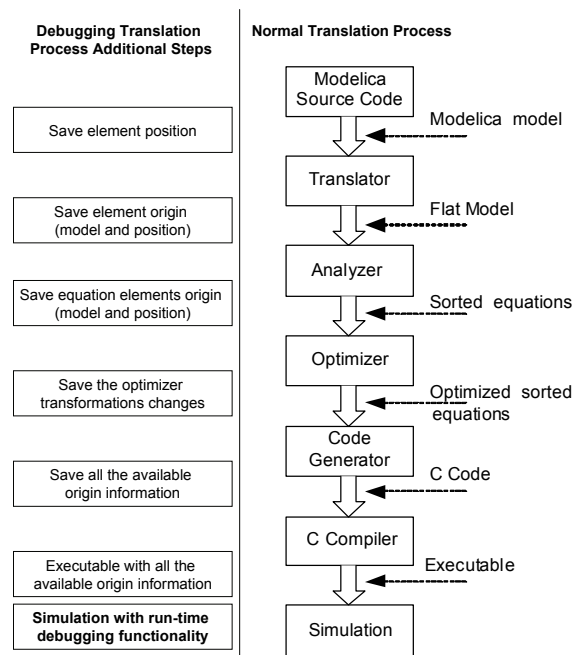 Debugging Translation
Process Additional Steps
Normal Translation Process
Modelica
Source Code
Save element position
Modelica model
Translator
Save element origin
(model and position)
Flat Model
Analyzer
Save equation elements origin
(model and position)
Sorted equations
Optimizer
Save the optimizer
transformations changes
Optimized sorted
equations
Code
Generator
Save all the available
origin information
C Code
C Compiler
Executable with all the
available origin information
Executable
Simulation with run-time
debugging functionality
Simulation